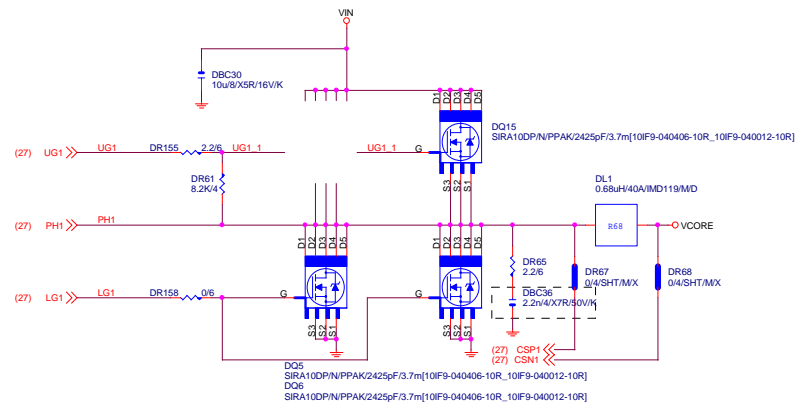 VIN
DBC30
10u/8/X5R/16V/K
D1
D2
D3
D4
D5
DQ15
SIRA10DP/N/PPAK/2425pF/3.7m[10IF9-040406-10R_10IF9-040012-10R]
(27) UG1 UG1 DR155 2.2/6 UG1_1 UG1_1 G
DR61
8.2K/4
S3
S2
S1
DL1
0.68uH/40A/IMD119/M/D
(27) PH1 PH1 R68 VCORE
D1
D2
D3
D4
D5
D1
D2
D3
D4
D5
DR65
2.2/6
DR67
0/4/SHT/M/X
DR68
0/4/SHT/M/X
(27) LG1 LG1 DR158 0/6 G G
DBC36
2.2n/4/X7R/50V/K
S3
S2
S1
S3
S2
S1
(27) CSP1
(27) CSN1
DQ5
SIRA10DP/N/PPAK/2425pF/3.7m[10IF9-040406-10R_10IF9-040012-10R]
DQ6
SIRA10DP/N/PPAK/2425pF/3.7m[10IF9-040406-10R_10IF9-040012-10R]